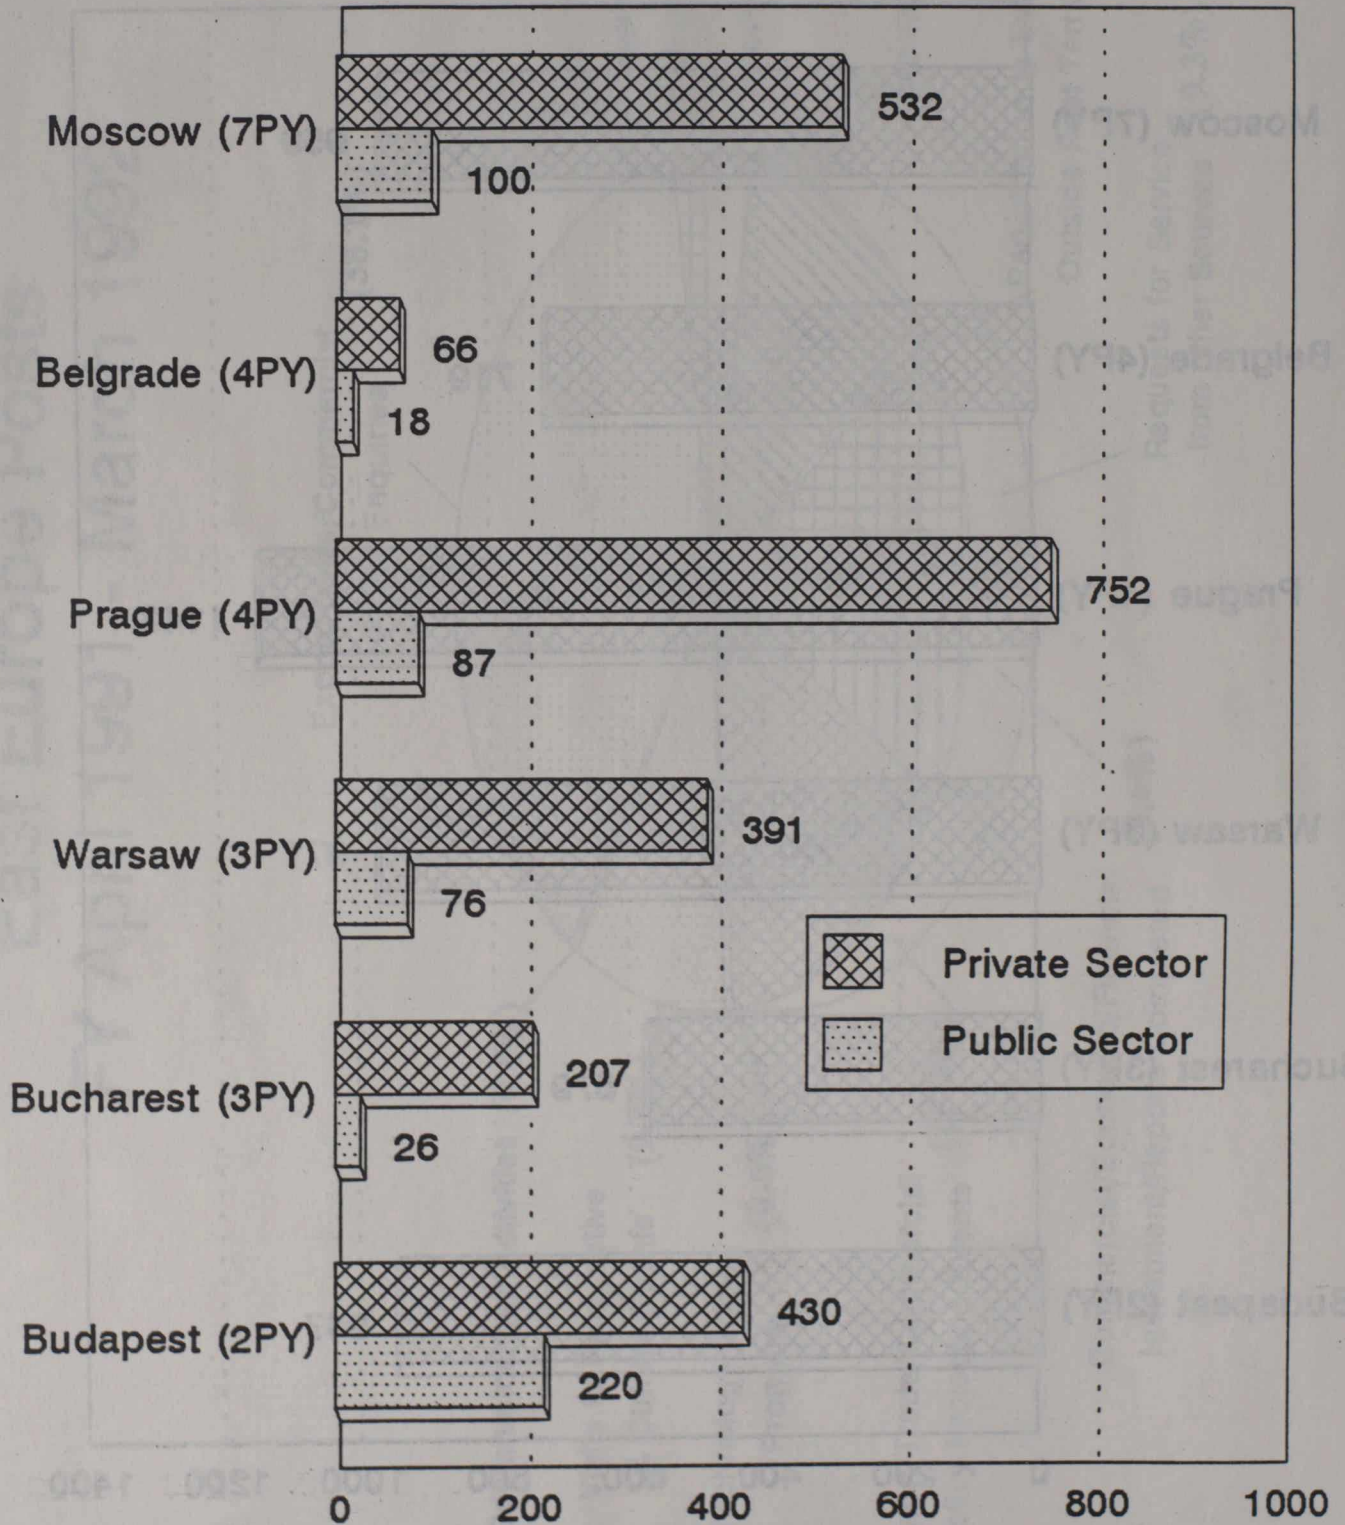 Moscow (7PY)
532
100
Belgrade (4PY)
66
18
Prague (4PY)
752
87
Warsaw (3PY)
391
76
Private Sector
Public Sector
Bucharest (3PY)
207
26
Budapest (2PY)
430
220
0 200 400 600 800 1000